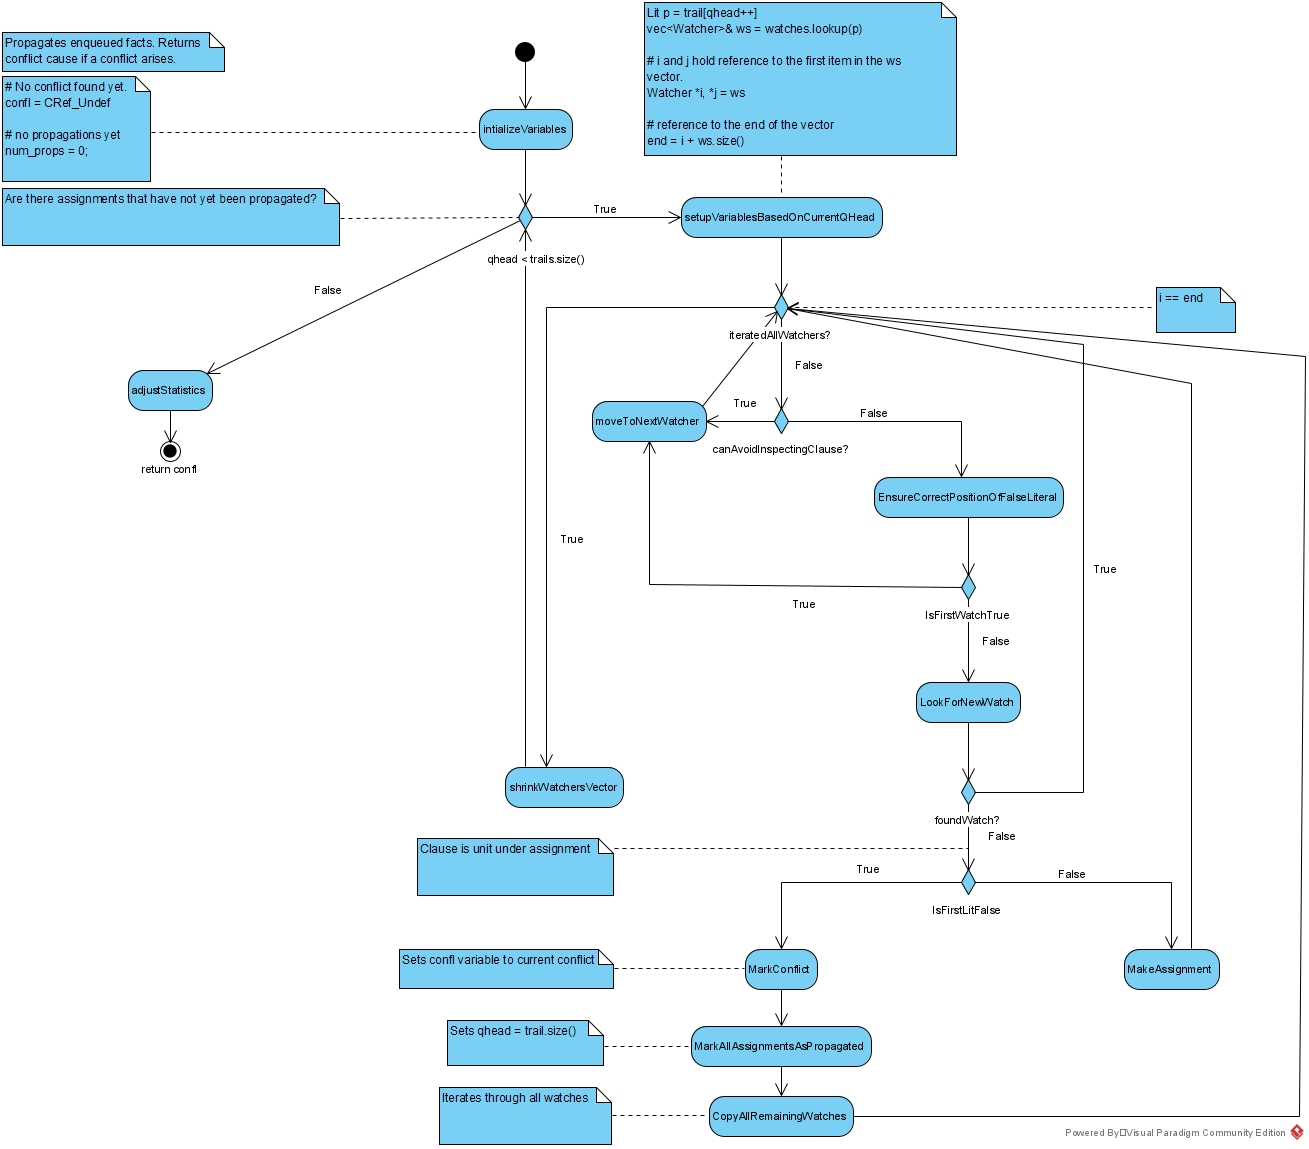 Propagates enqueued facts. Returns
conflict cause if a conflict arises.
# No conflict found yet.
confl = CRef_Undef
# no propagations yet
num_props = 0;
Are there assignments that have not yet been propagated?
intializeVariables
Lit p = trail[qhead++]
vec<Watcher>& ws = watches.lookup(p)
# i and j hold reference to the first item in the ws
vector.
Watcher *i, *j = ws
# reference to the end of the vector
end = i + ws.size()
True
setupVariablesBasedOnCurrentQHead
qhead < trails.size()
False
i == end
iteratedAllWatchers?
False
adjustStatistics
return confl
True
False
moveToNextWatcher
canAvoidInspectingClause?
EnsureCorrectPositionOfFalseLiteral
True
True
True
IsFirstWatchTrue
False
LookForNewWatch
shrinkWatchersVector
foundWatch?
False
Clause is unit under assignment
True
False
IsFirstLitFalse
Sets confl variable to current conflict
MarkConflict
MakeAssignment
Sets qhead = trail.size()
MarkAllAssignmentsAsPropagated
Iterates through all watches
CopyAllRemainingWatches
Powered By Visual Paradigm Community Edition